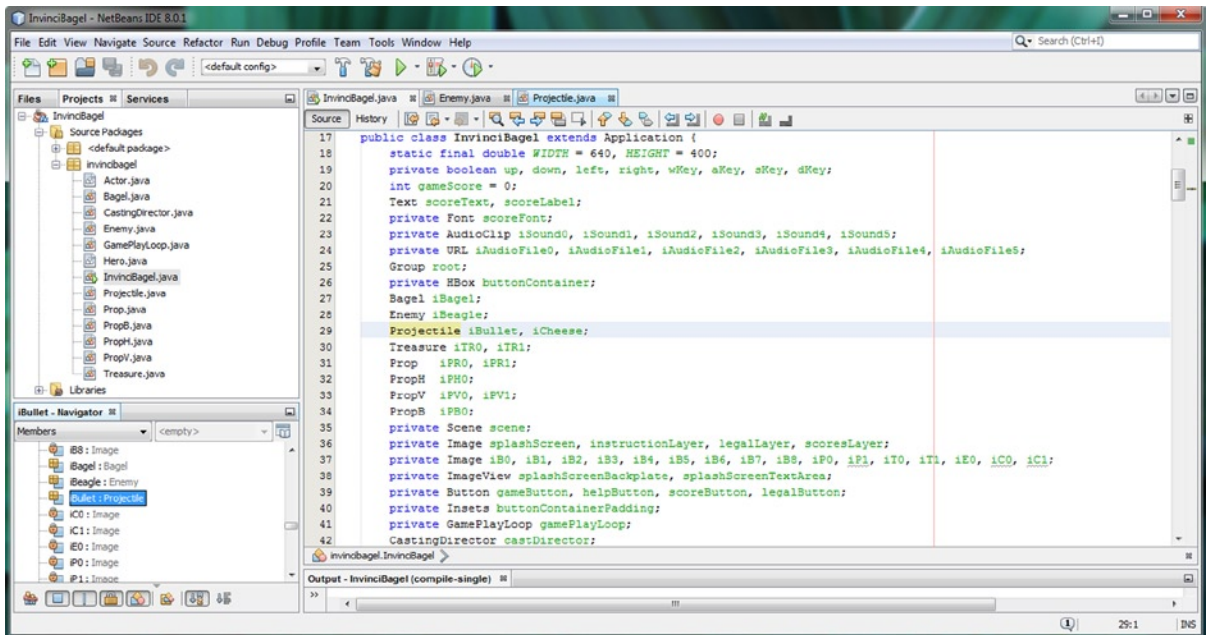 InvinciBagel - NetBeans IDE 8.0.1
File Edit View Navigate Source Refactor Run Debug Profile Team Tools Window Help
Search (Ctrl+I)
<default config>
Files Projects Services
InvinciBagel.java Enemy.java Projectile.java
InvinciBagel
Source Packages
<default package>
invincibagel
Actor.java
Bagel.java
CastingDirector.java
Enemy.java
GamePlayLoop.java
Hero.java
InvinciBagel.java
Projectile.java
Prop.java
PropB.java
PropH.java
PropV.java
Treasure.java
Libraries
iBullet - Navigator
Members <empty>
iB8 : Image
iBagel : Bagel
iBeagle : Enemy
iBullet : Projectile
iC0 : Image
iC1 : Image
iE0 : Image
iP0 : Image
iP1 : Image
Source History
17 public class InvinciBagel extends Application {
18 static final double WIDTH = 640, HEIGHT = 400;
19 private boolean up, down, left, right, wKey, aKey, sKey, dKey;
20 int gameScore = 0;
21 Text scoreText, scoreLabel;
22 private Font scoreFont;
23 private AudioClip iSound0, iSound1, iSound2, iSound3, iSound4, iSound5;
24 private URL iAudioFile0, iAudioFile1, iAudioFile2, iAudioFile3, iAudioFile4, iAudioFile5;
25 Group root;
26 private HBox buttonContainer;
27 Bagel iBagel;
28 Enemy iBeagle;
29 Projectile iBullet, iCheese;
30 Treasure iTR0, iTR1;
31 Prop iPR0, iPR1;
32 PropH iPH0;
33 PropV iPV0, iPV1;
34 PropB iPB0;
35 private Scene scene;
36 private Image splashScreen, instructionLayer, legalLayer, scoresLayer;
37 private Image iB0, iB1, iB2, iB3, iB4, iB5, iB6, iB7, iB8, iP0, iP1, iT0, iT1, iE0, iC0, iC1;
38 private ImageView splashScreenBackplate, splashScreenTextArea;
39 private Button gameButton, helpButton, scoreButton, legalButton;
40 private Insets buttonContainerPadding;
41 private GamePlayLoop gamePlayLoop;
42 CastingDirector castDirector;
invincibagel.InvinciBagel
Output - InvinciBagel (compile-single)
29:1 INS